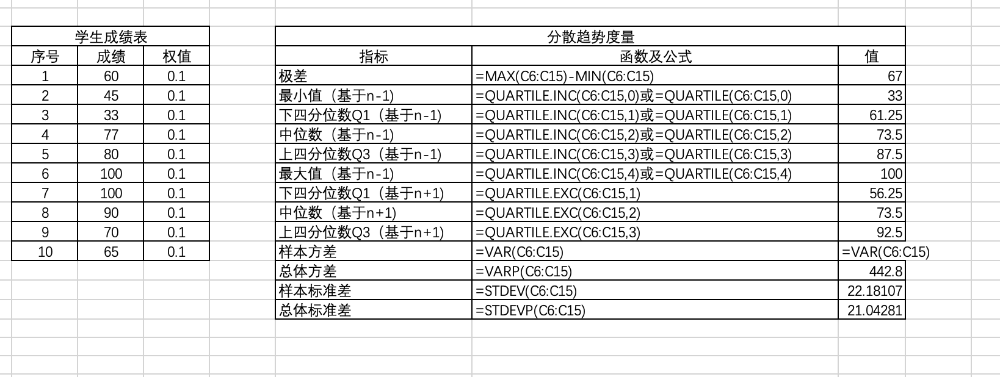 学生成绩表
序号 成绩 权值
1 60 0.1
2 45 0.1
3 33 0.1
4 77 0.1
5 80 0.1
6 100 0.1
7 100 0.1
8 90 0.1
9 70 0.1
10 65 0.1
分散趋势度量
指标 函数及公式 值
极差 =MAX(C6:C15)-MIN(C6:C15) 67
最小值（基于n-1) =QUARTILE.INC(C6:C15,0)或=QUARTILE(C6:C15,0) 33
下四分位数Q1（基于n-1) =QUARTILE.INC(C6:C15,1)或=QUARTILE(C6:C15,1) 61.25
中位数（基于n-1) =QUARTILE.INC(C6:C15,2)或=QUARTILE(C6:C15,2) 73.5
上四分位数Q3（基于n-1) =QUARTILE.INC(C6:C15,3)或=QUARTILE(C6:C15,3) 87.5
最大值（基于n-1) =QUARTILE.INC(C6:C15,4)或=QUARTILE(C6:C15,4) 100
下四分位数Q1（基于n+1) =QUARTILE.EXC(C6:C15,1) 56.25
中位数（基于n+1) =QUARTILE.EXC(C6:C15,2) 73.5
上四分位数Q3（基于n+1) =QUARTILE.EXC(C6:C15,3) 92.5
样本方差 =VAR(C6:C15) =VAR(C6:C15)
总体方差 =VARP(C6:C15) 442.8
样本标准差 =STDEV(C6:C15) 22.18107
总体标准差 =STDEVP(C6:C15) 21.04281